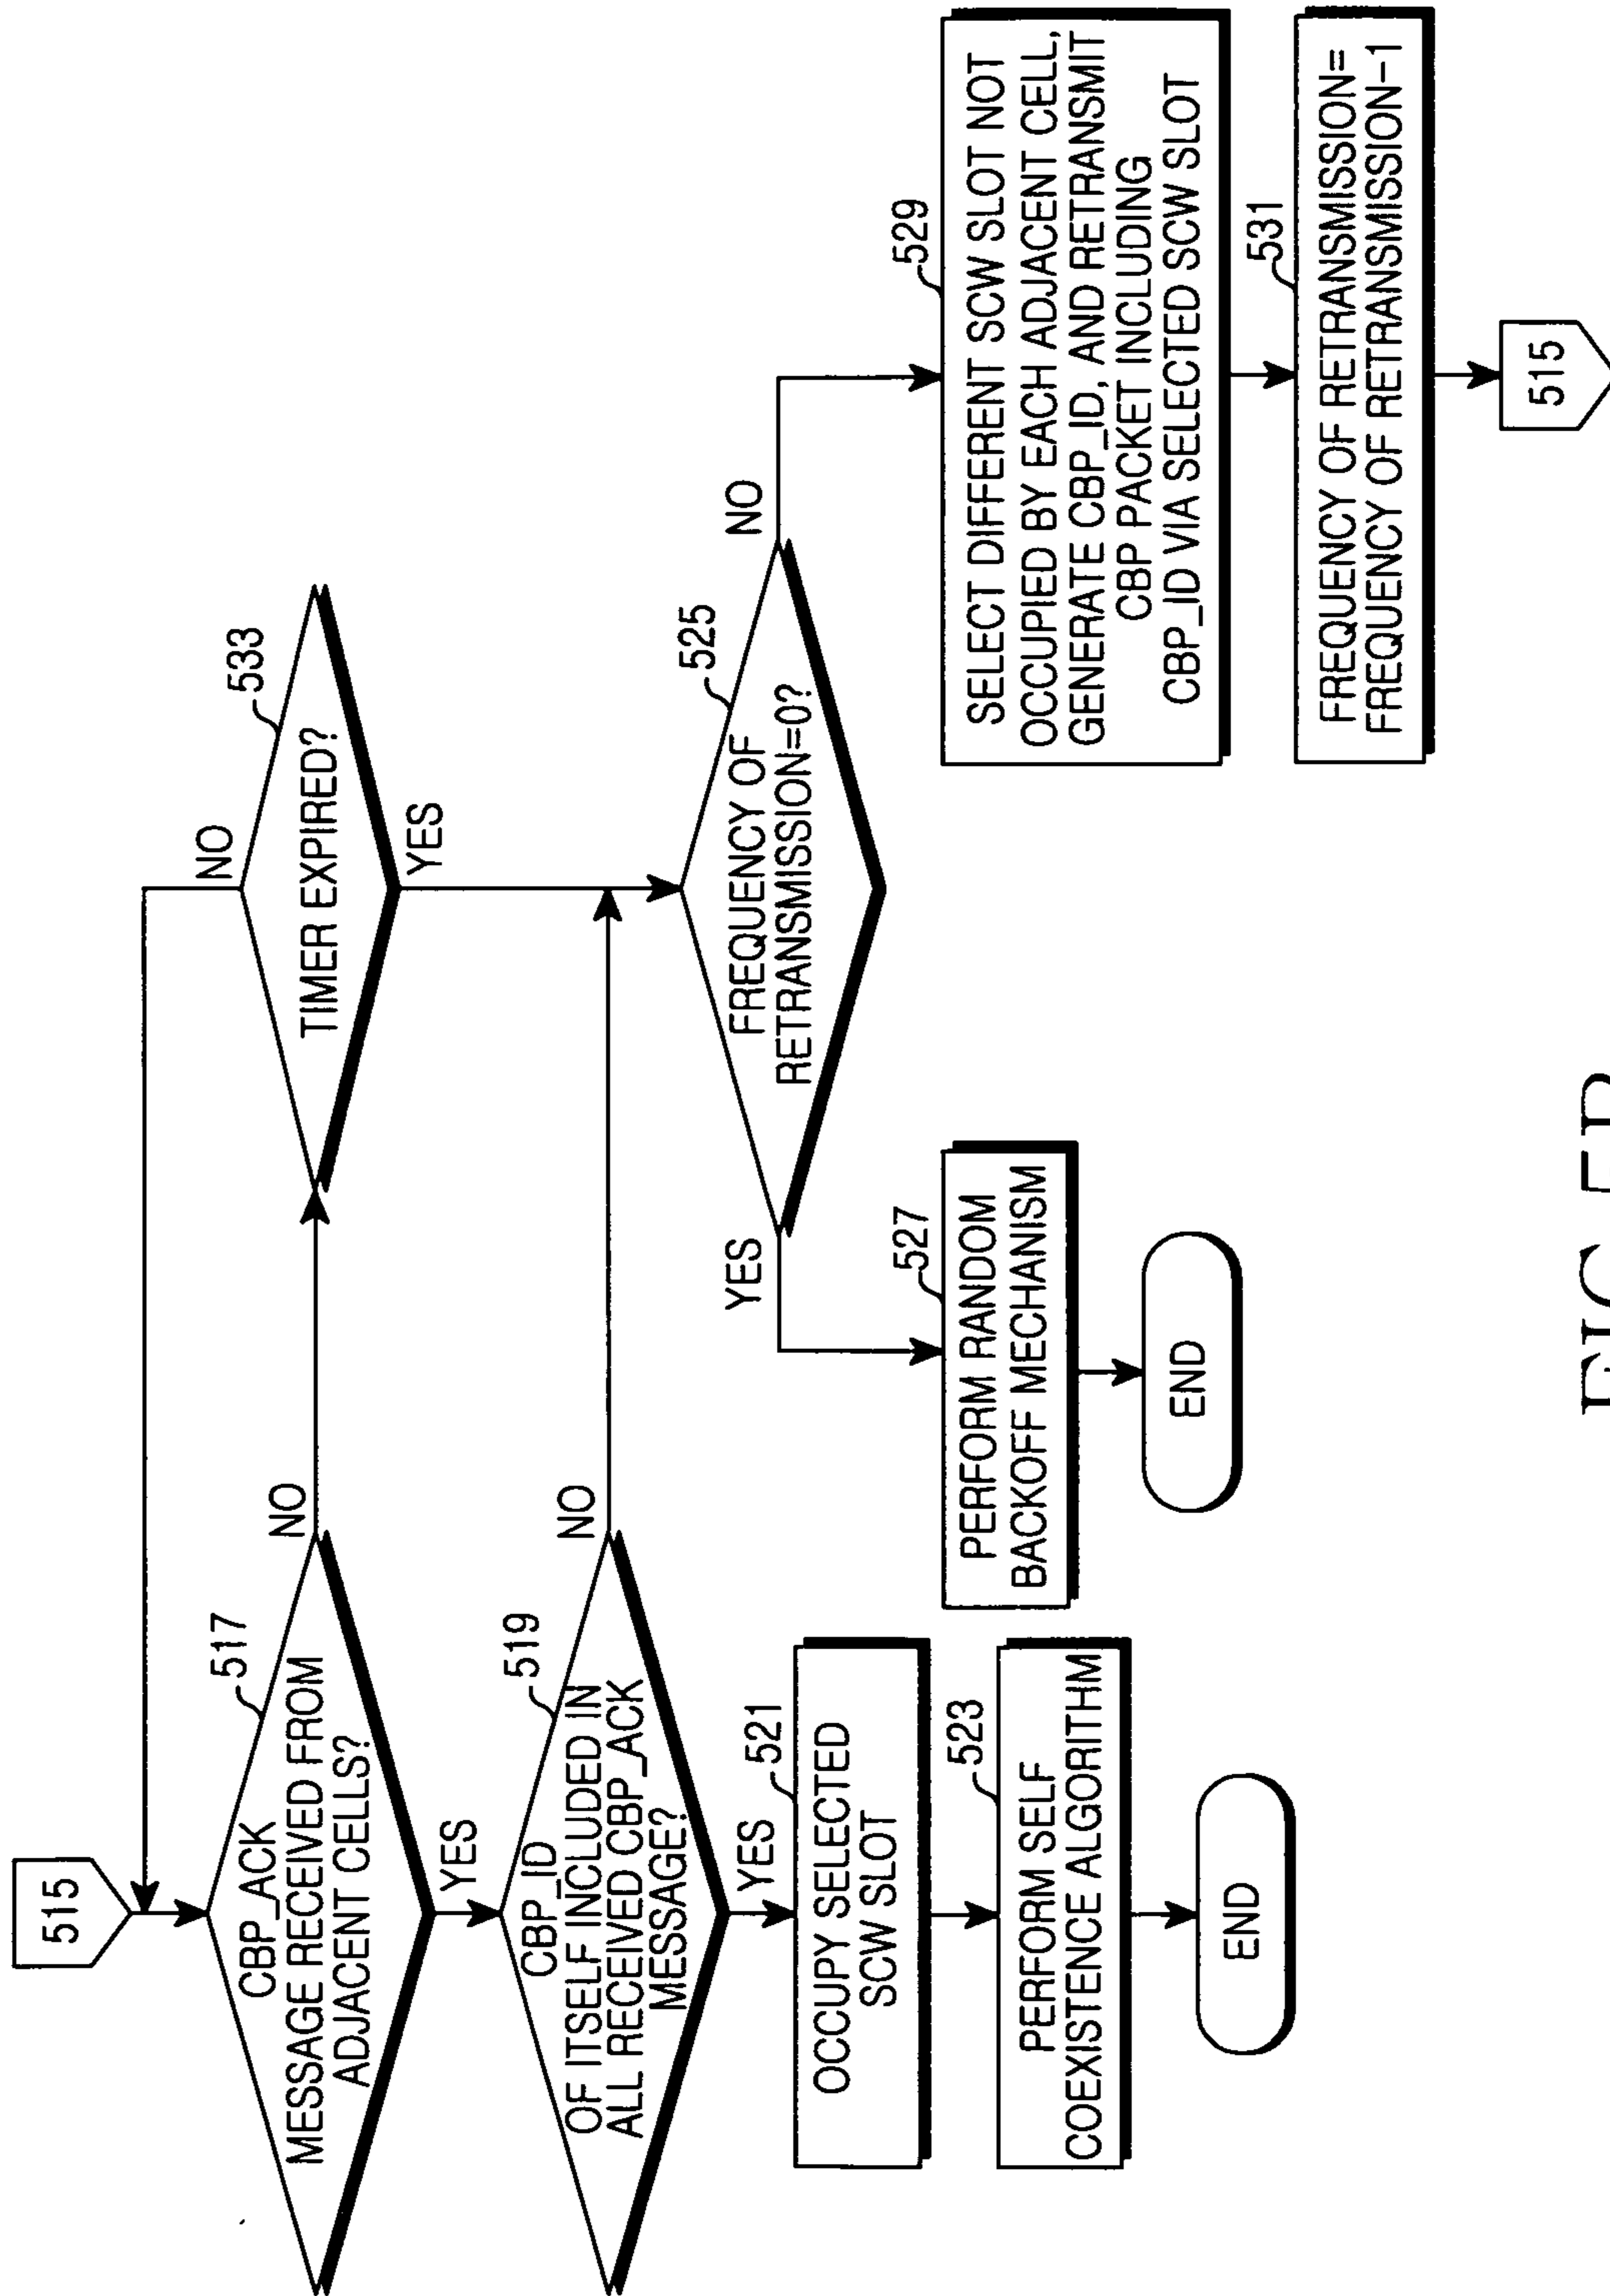 515
CBP_ACK
MESSAGE RECEIVED FROM
ADJACENT CELLS?
517
NO
YES
TIMER EXPIRED?
533
NO
YES
CBP_ID
OF ITSELF INCLUDED IN
ALL RECEIVED CBP_ACK
MESSAGE?
519
NO
YES
OCCUPY SELECTED
SCW SLOT
521
PERFORM SELF
COEXISTENCE ALGORITHM
523
END
FREQUENCY OF
RETRANSMISSION=0?
525
YES
NO
PERFORM RANDOM
BACKOFF MECHANISM
527
END
SELECT DIFFERENT SCW SLOT NOT
OCCUPIED BY EACH ADJACENT CELL,
GENERATE CBP_ID, AND RETRANSMIT
CBP PACKET INCLUDING
CBP_ID VIA SELECTED SCW SLOT
529
FREQUENCY OF RETRANSMISSION=
FREQUENCY OF RETRANSMISSION-1
531
515